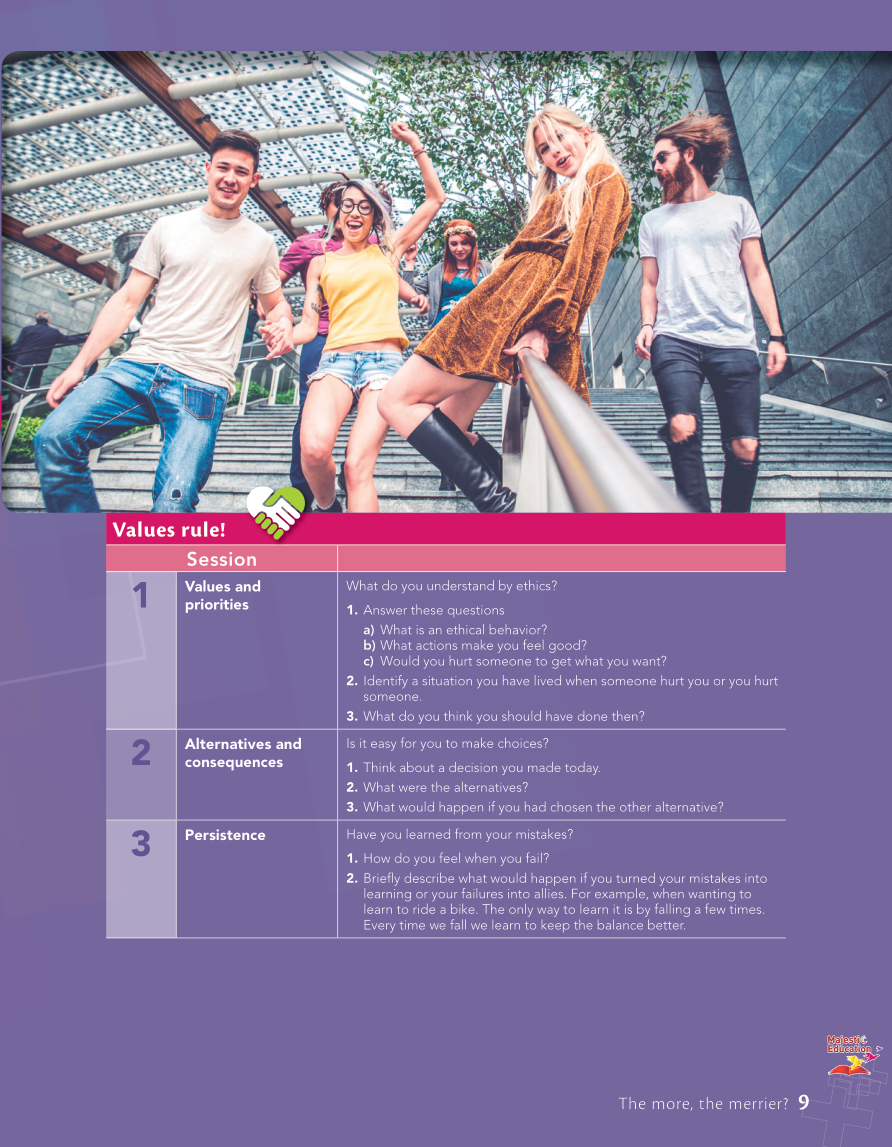 Values rule!
Session
1
Values and
priorities
What do you understand by ethics?
1. Answer these questions
a) What is an ethical behavior?
b) What actions make you feel good?
c) Would you hurt someone to get what you want?
2. Identify a situation you have lived when someone hurt you or you hurt
someone.
3. What do you think you should have done then?
2
Alternatives and
consequences
Is it easy for you to make choices?
1. Think about a decision you made today.
2. What were the alternatives?
3. What would happen if you had chosen the other alternative?
3
Persistence
Have you learned from your mistakes?
1. How do you feel when you fail?
2. Briefly describe what would happen if you turned your mistakes into
learning or your failures into allies. For example, when wanting to
learn to ride a bike. The only way to learn it is by falling a few times.
Every time we fall we learn to keep the balance better.
Majestic
Education
The more, the merrier? 9